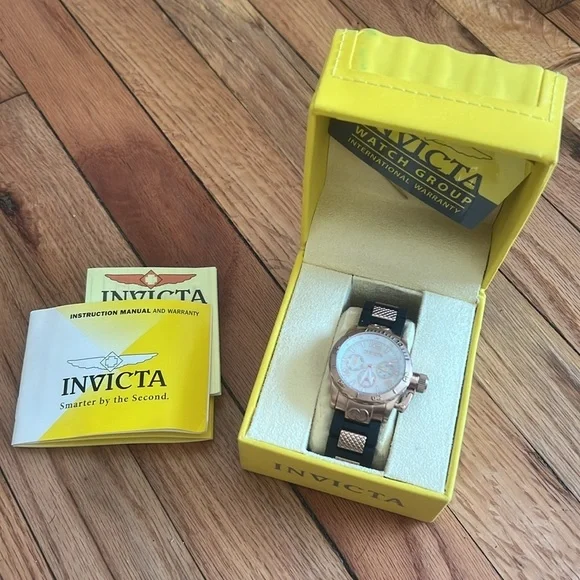 INVICTA
WATCH GROUP
INTERNATIONAL WARRANTY
INVICTA
INSTRUCTION MANUAL AND WARRANTY
INVICTA
Smarter by the Second.
INVICTA